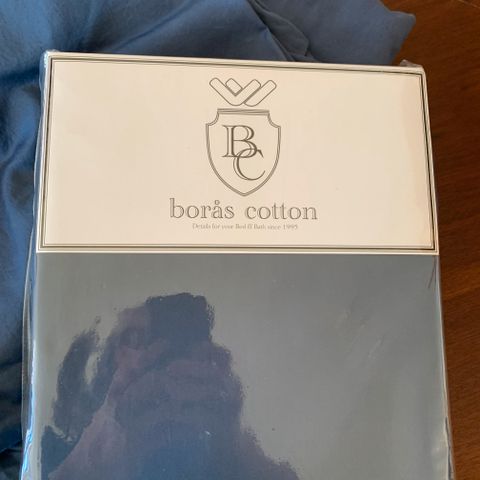 BC
borås cotton
Details for your Bed & Bath since 1995